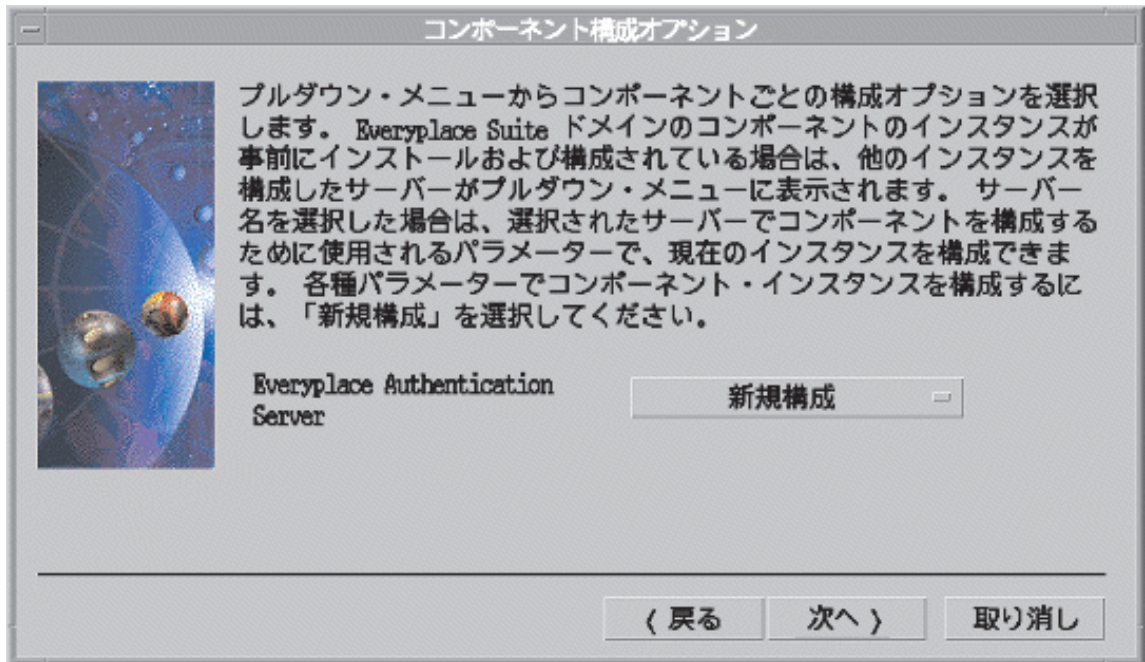 コンポーネント構成オプション
プルダウン・メニューからコンポーネントごとの構成オプションを選択
します。 Everyplace Suite ドメインのコンポーネントのインスタンスが
事前にインストールおよび構成されている場合は、他のインスタンスを
構成したサーバーがプルダウン・メニューに表示されます。 サーバー
名を選択した場合は、選択されたサーバーでコンポーネントを構成する
ために使用されるパラメーターで、現在のインスタンスを構成できま
す。 各種パラメーターでコンポーネント・インスタンスを構成するに
は、「新規構成」を選択してください。
Everyplace Authentication
Server
新規構成
〈 戻る
次へ 〉
取り消し